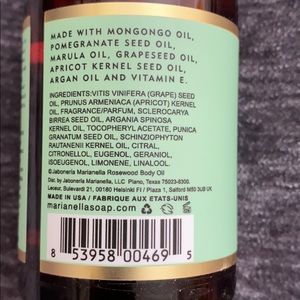 MADE WITH MONGONGO OIL,
POMEGRANATE SEED OIL,
MARULA OIL, GRAPESEED OIL,
APRICOT KERNEL SEED OIL,
ARGAN OIL AND VITAMIN E.
INGREDIENTS:VITIS VINIFERA (GRAPE) SEED
OIL, PRUNUS ARMENIACA (APRICOT) KERNEL
OIL, FRAGRANCE/PARFUM, SCLEROCARYA
BIRREA SEED OIL, ARGANIA SPINOSA
KERNEL OIL, TOCOPHERYL ACETATE, PUNICA
GRANATUM SEED OIL, SCHINZIOPHYTON
RAUTANENII KERNEL OIL, CITRAL,
CITRONELLOL, EUGENOL, GERANIOL,
ISOEUGENOL, LIMONENE, LINALOOL.
©Jabonería Marianella Rosewood Body Oil
Dist. by Jabonería Marianella, LLC Plano, Texas 75023-8300.
Leoeur, Bulevardi 21, 00180 Helsinki FI / Plaza 1, Salford M50 3UB UK
MADE IN USA / FABRIQUE AUX ETATS-UNIS
marianellasoap.com
8 53958 00469 5